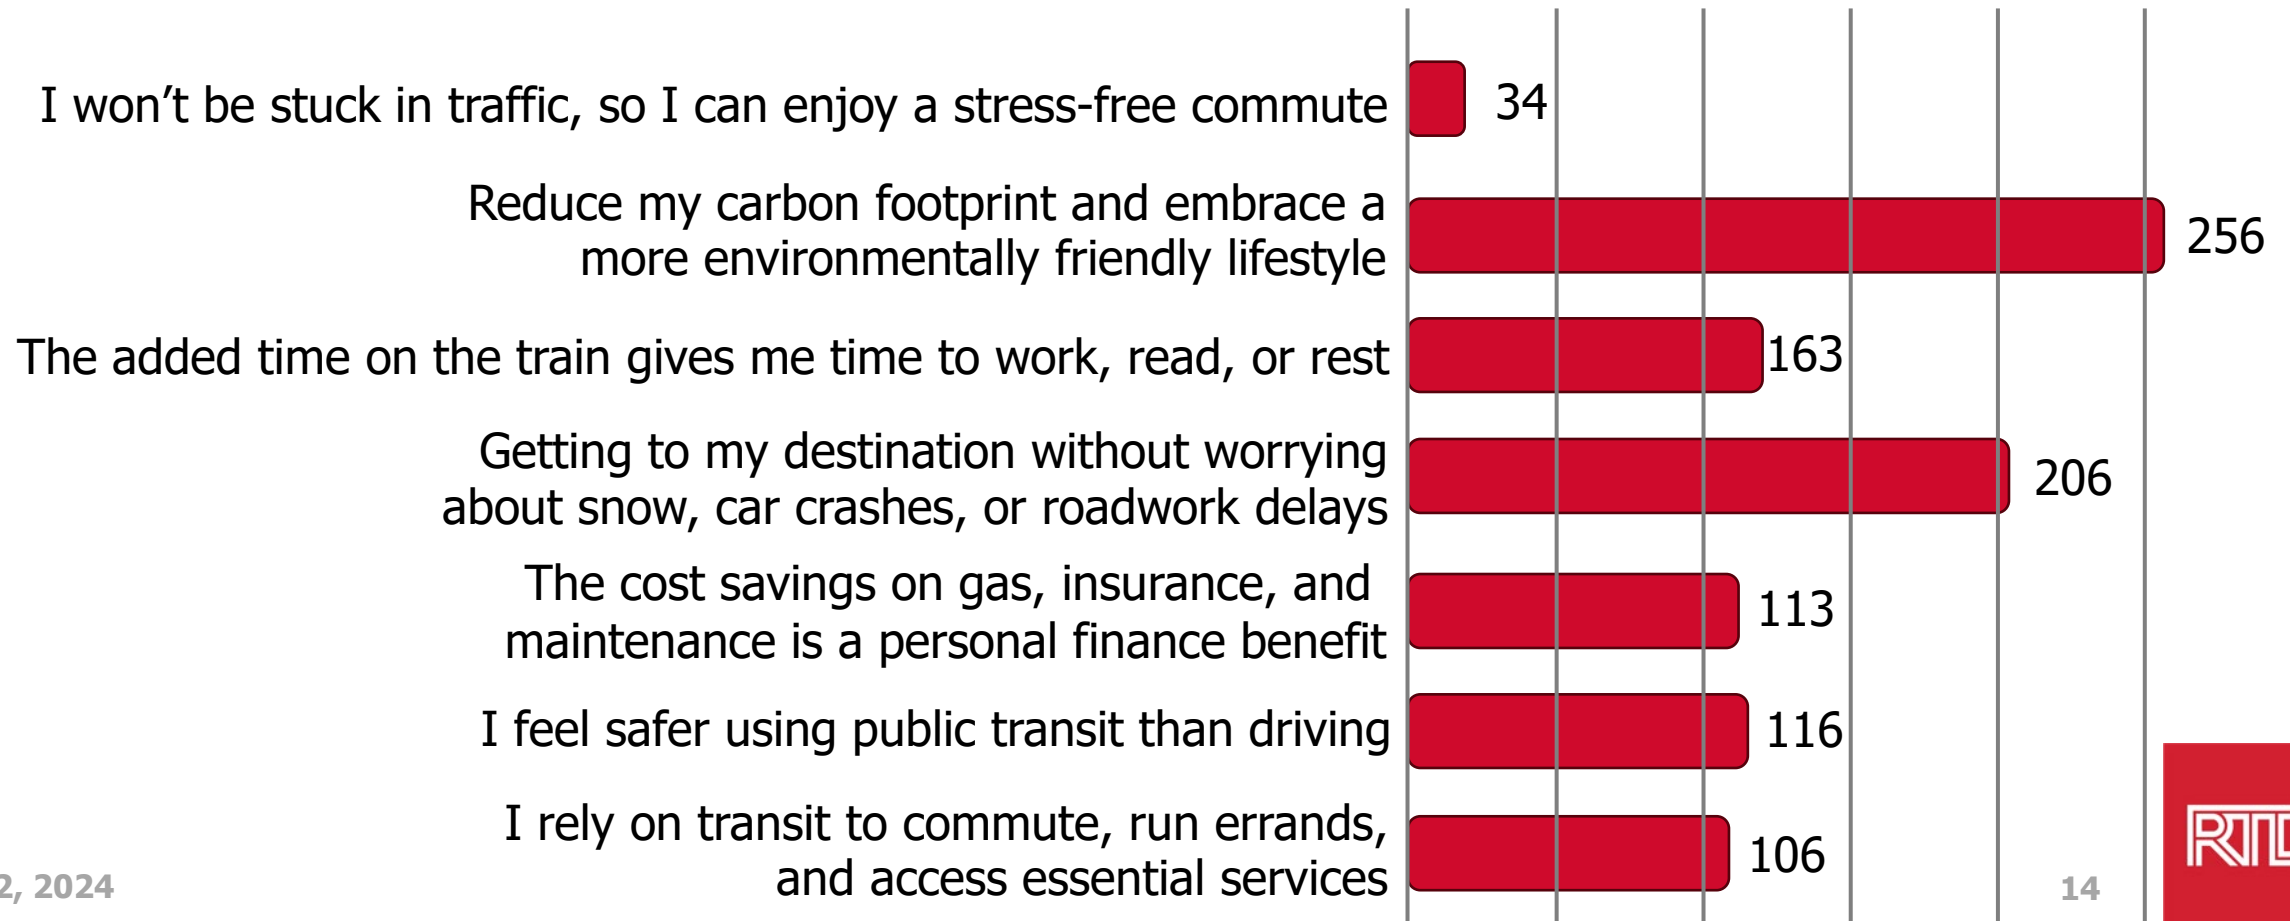 I won’t be stuck in traffic, so I can enjoy a stress-free commute
34
Reduce my carbon footprint and embrace a
more environmentally friendly lifestyle
256
The added time on the train gives me time to work, read, or rest
163
Getting to my destination without worrying
about snow, car crashes, or roadwork delays
206
The cost savings on gas, insurance, and
maintenance is a personal finance benefit
113
I feel safer using public transit than driving
116
I rely on transit to commute, run errands,
and access essential services
106
2, 2024
14
RTD